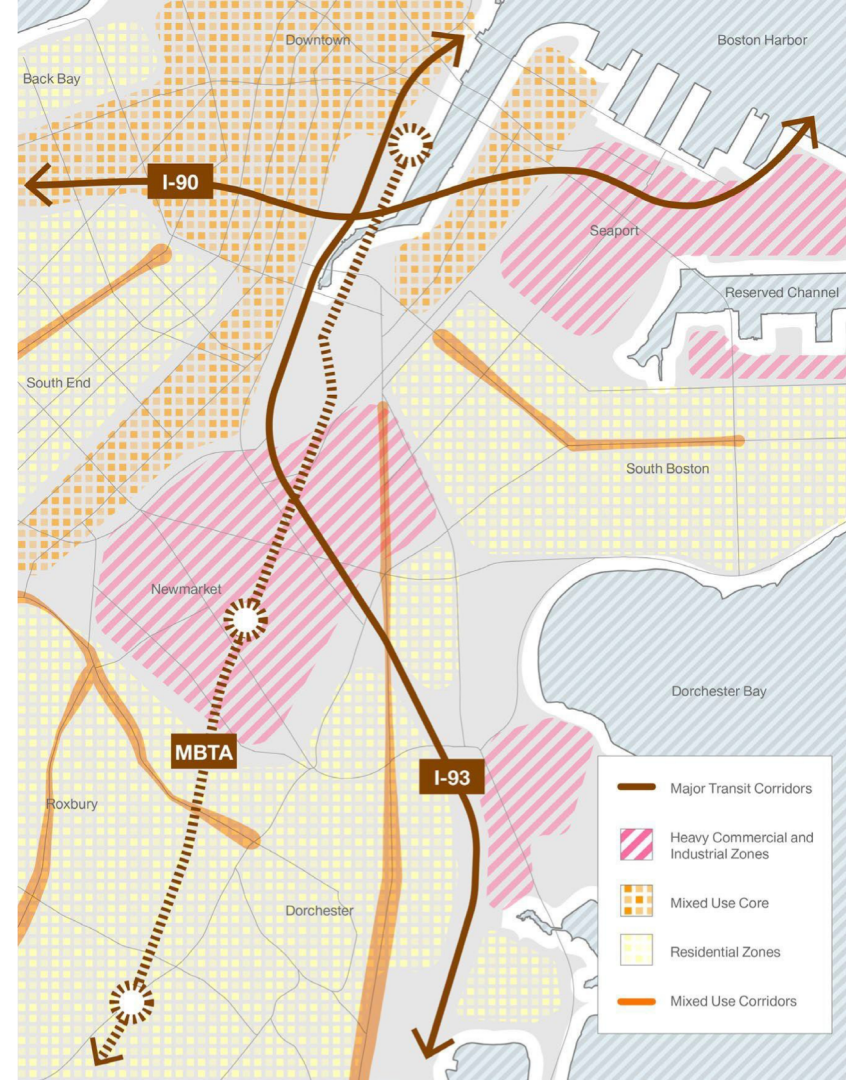 Downtown
Boston Harbor
Back Bay
I-90
Seaport
Reserved Channel
South End
South Boston
Newmarket
Dorchester Bay
MBTA
I-93
Roxbury
Dorchester
Major Transit Corridors
Heavy Commercial and
Industrial Zones
Mixed Use Core
Residential Zones
Mixed Use Corridors